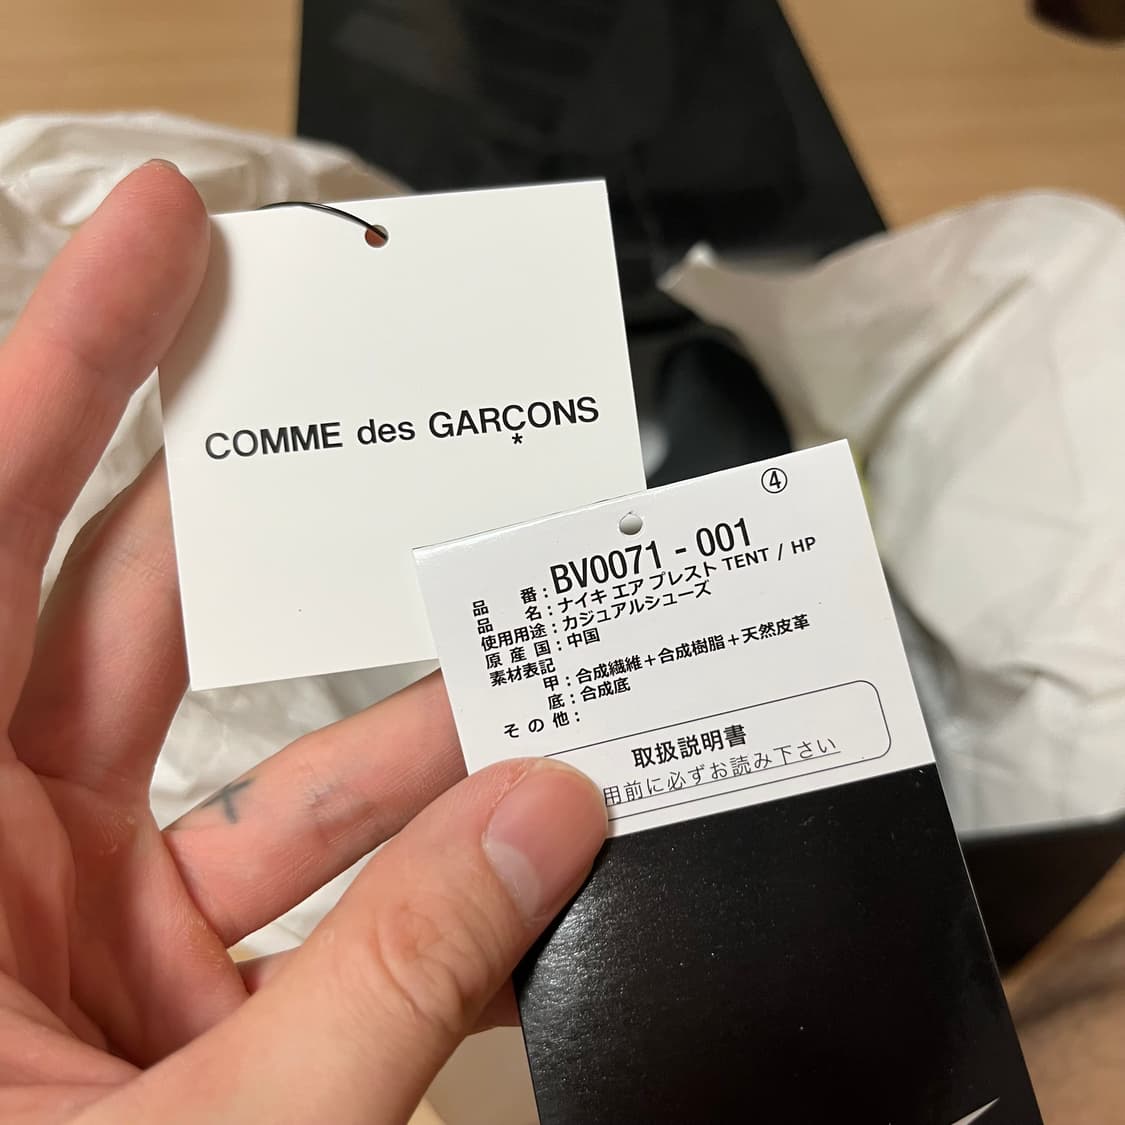 COMME des GARÇONS
*
④
品 番：BV0071 - 001
品 名：ナイキ エア プレスト TENT / HP
使用用途：カジュアルシューズ
原 産 国：中国
素材表記
甲：合成繊維＋合成樹脂＋天然皮革
底：合成底
そ の 他：
取扱説明書
用前に必ずお読み下さい